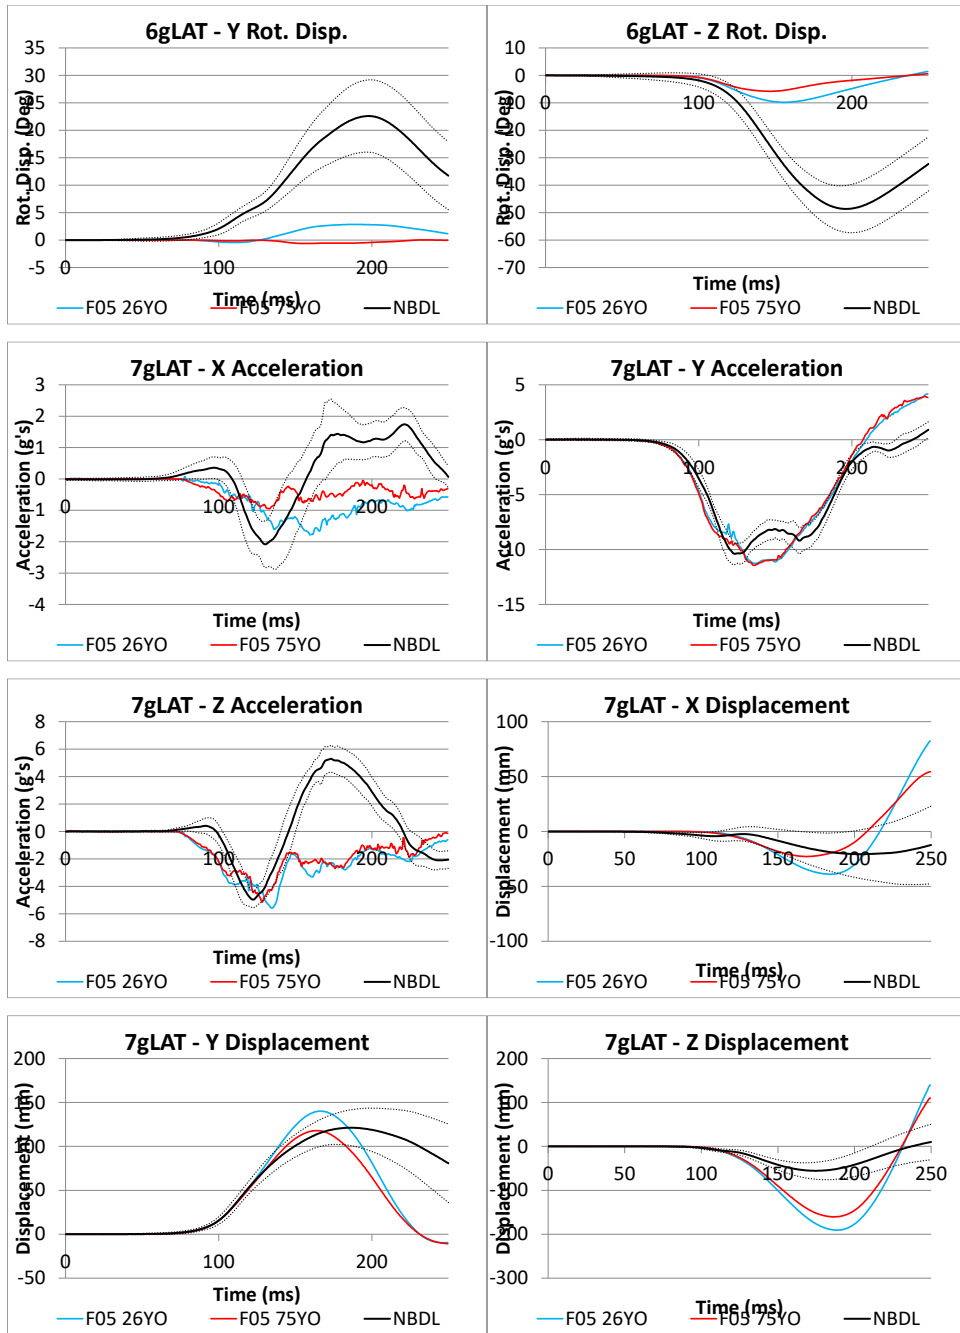 6gLAT - Y Rot. Disp.
35
30
25
20
15
10
5
0
-5
0
100
200
Rot. Disp. (Deg)
Time (ms)
F05 26YO
F05 75YO
NBDL
6gLAT - Z Rot. Disp.
10
0
-10
-20
-30
-40
-50
-60
-70
0
100
200
Rot. Disp. (Deg)
Time (ms)
F05 26YO
F05 75YO
NBDL
7gLAT - X Acceleration
3
2
1
0
-1
-2
-3
-4
0
100
200
Acceleration (g's)
Time (ms)
F05 26YO
F05 75YO
NBDL
7gLAT - Y Acceleration
5
0
-5
-10
-15
0
100
200
Acceleration (g's)
Time (ms)
F05 26YO
F05 75YO
NBDL
7gLAT - Z Acceleration
8
6
4
2
0
-2
-4
-6
-8
0
100
200
Acceleration (g's)
Time (ms)
F05 26YO
F05 75YO
NBDL
7gLAT - X Displacement
100
50
0
-50
-100
0
50
100
150
200
250
Displacement (mm)
Time (ms)
F05 26YO
F05 75YO
NBDL
7gLAT - Y Displacement
200
150
100
50
0
-50
0
100
200
Displacement (mm)
Time (ms)
F05 26YO
F05 75YO
NBDL
7gLAT - Z Displacement
200
100
0
-100
-200
-300
0
50
100
150
200
250
Displacement (mm)
Time (ms)
F05 26YO
F05 75YO
NBDL